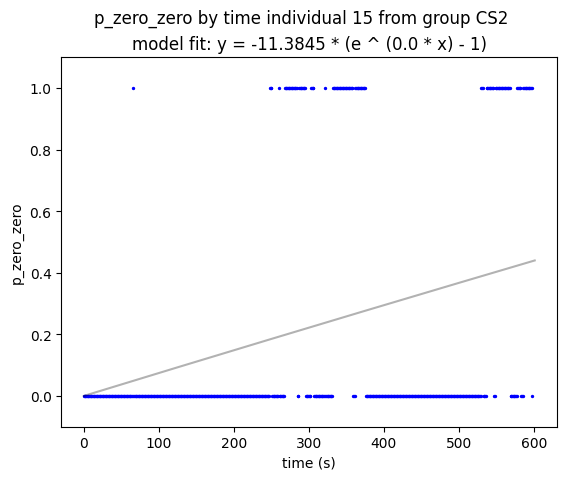 p_zero_zero by time individual 15 from group CS2
model fit: y = -11.3845 * (e ^ (0.0 * x) - 1)
1.0
0.8
0.6
0.4
0.2
0.0
p_zero_zero
0 100 200 300 400 500 600
time (s)